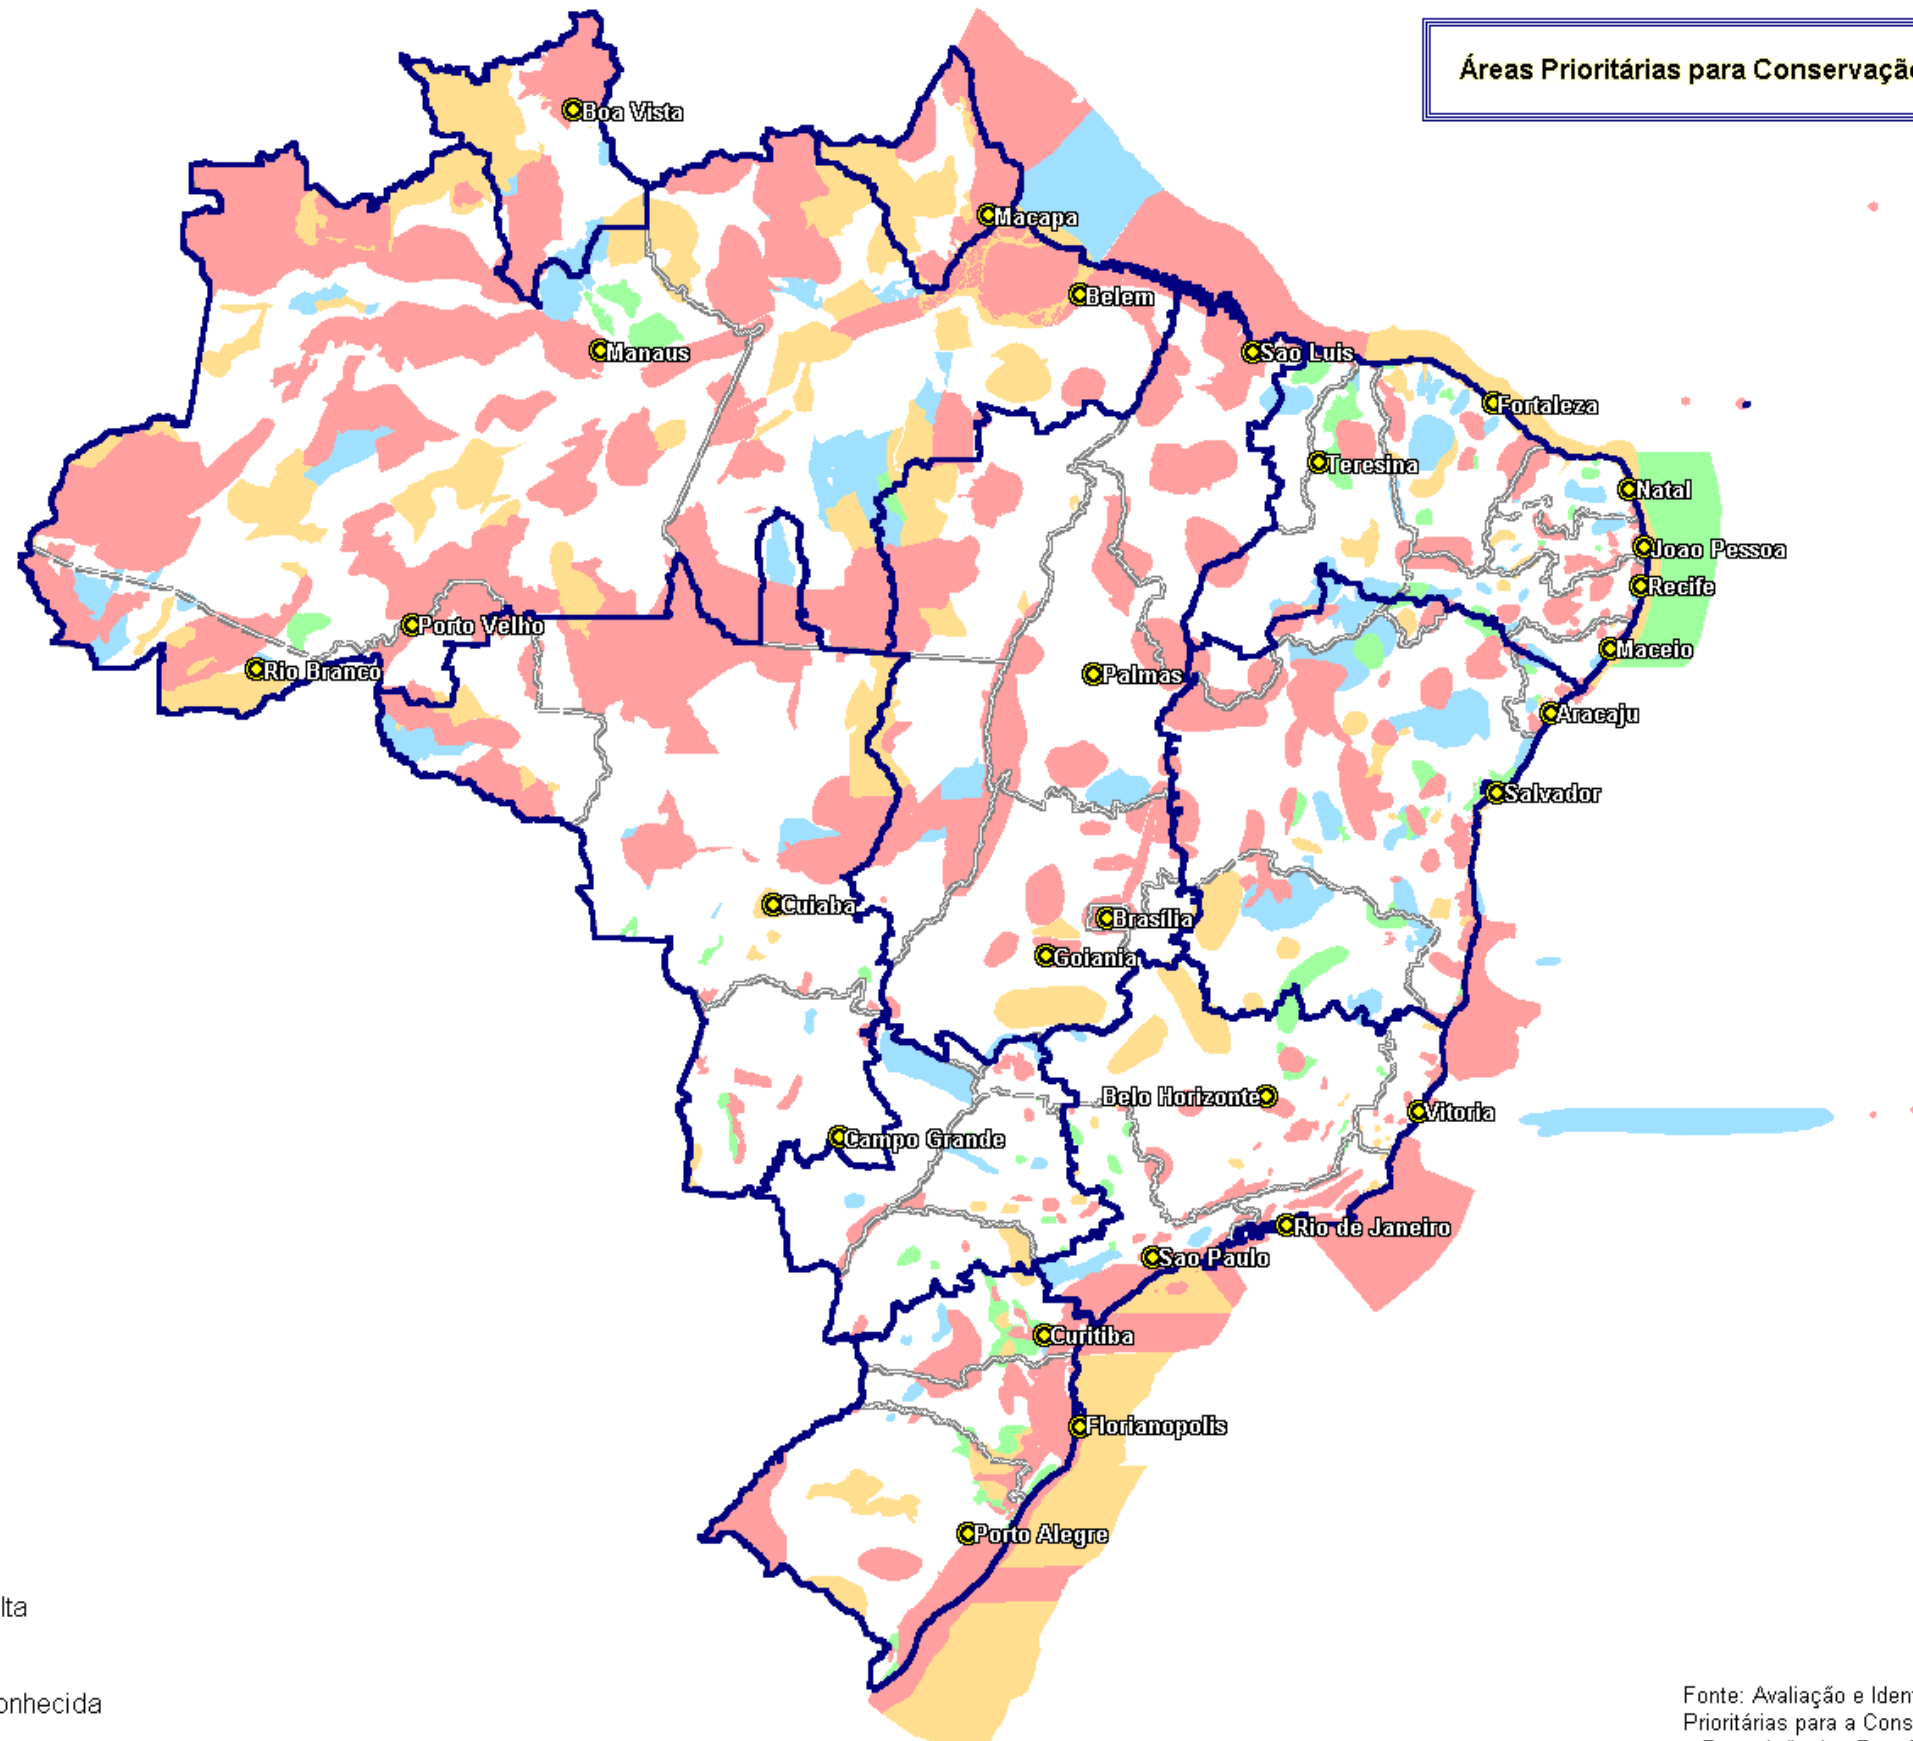 Áreas Prioritárias para Conservação
Boa Vista
Macapa
Belem
Manaus
Sao Luis
Fortaleza
Teresina
Natal
Joao Pessoa
Recife
Porto Velho
Maceio
Rio Branco
Palmas
Aracaju
Salvador
Cuiaba
Brasília
Goiania
Belo Horizonte
Vitoria
Campo Grande
Rio de Janeiro
Sao Paulo
Curitiba
Florianopolis
Porto Alegre
lta
onhecida
Fonte: Avaliação e Iden
Prioritárias para a Cons